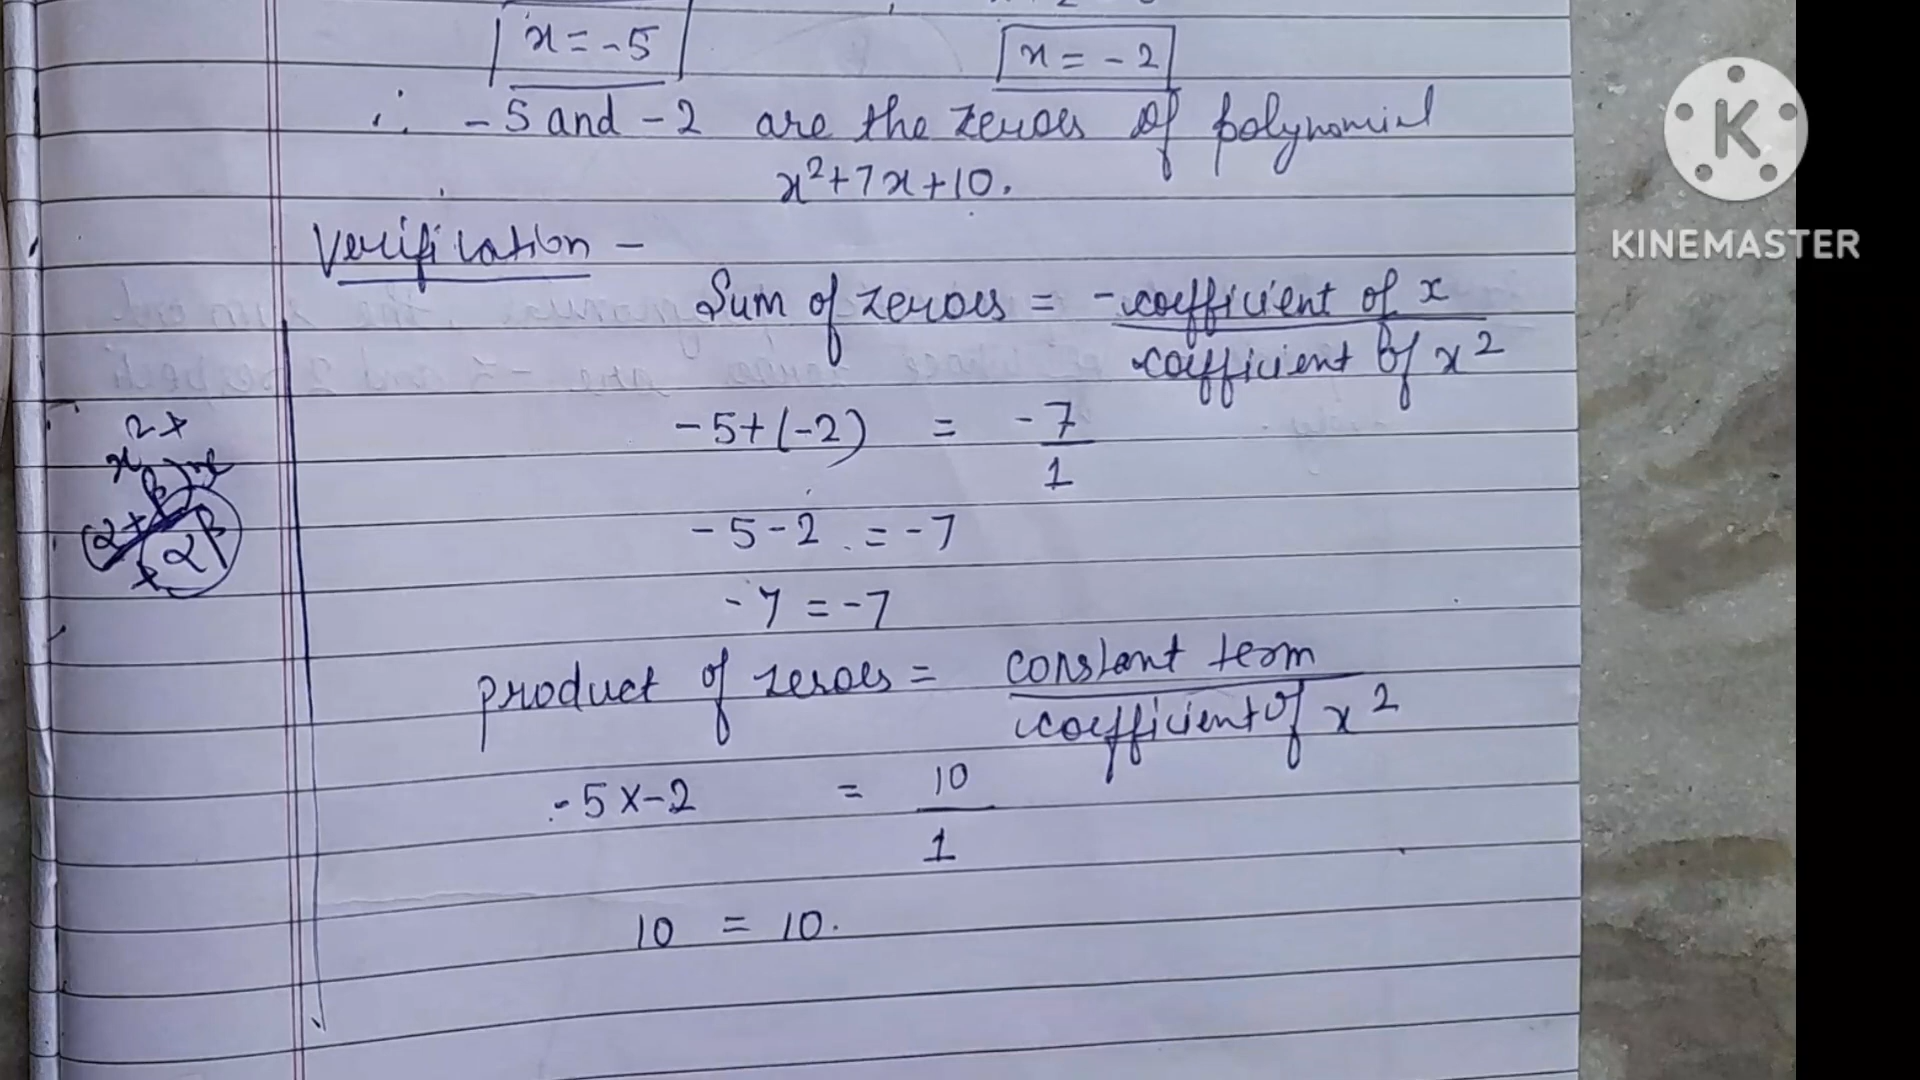 x = -5
x = - 2
∴ -5 and -2 are the zeroes of polynomial
x²+7x+10.
Verification -
Sum of zeroes = -coefficient of x / coefficient of x²
-5+(-2) = -7/1
-5-2 = -7
-7 = -7
product of zeroes = constant term / coefficient of x²
-5x-2 = 10/1
10 = 10.
K
KINEMASTER